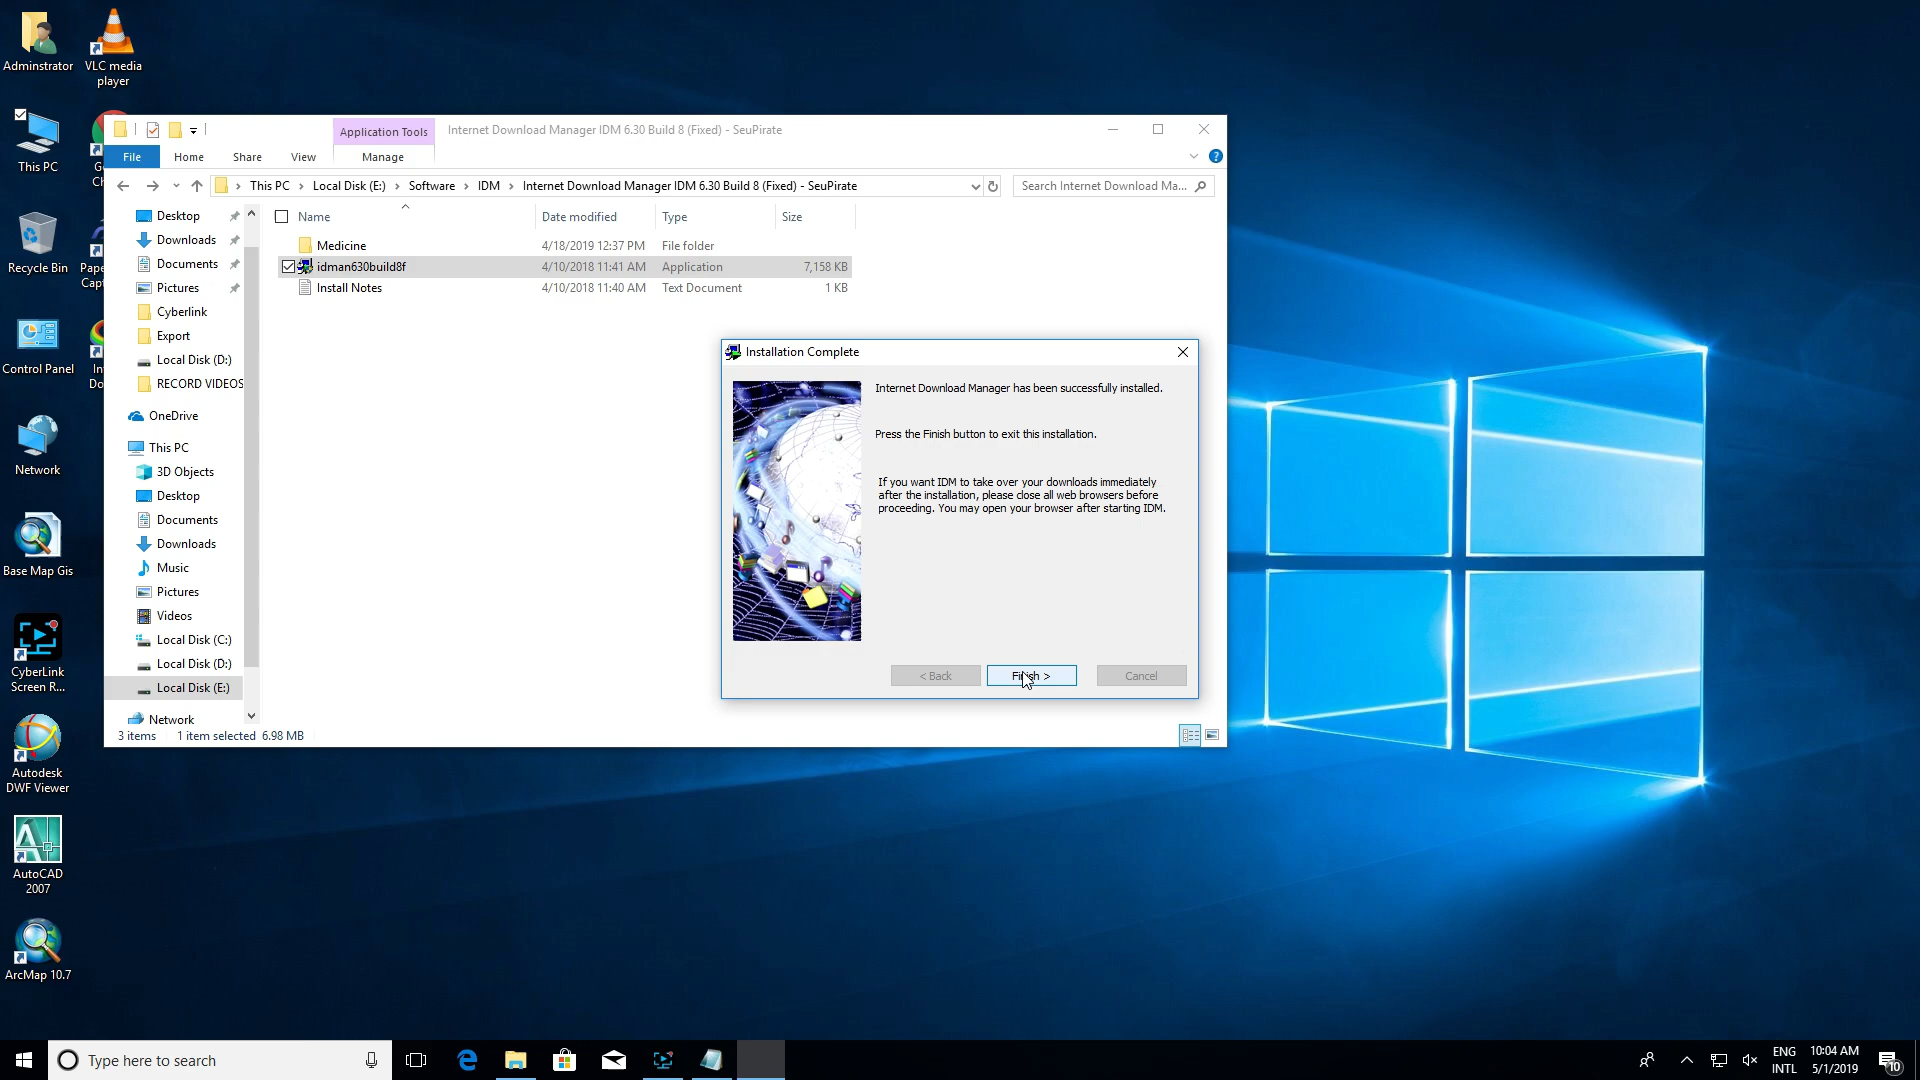 Adminstrator
VLC media
player
This PC
Recycle Bin
Control Panel
Network
Base Map Gis
CyberLink
Screen R...
Autodesk
DWF Viewer
AutoCAD
2007
ArcMap 10.7
Application Tools
Internet Download Manager IDM 6.30 Build 8 (Fixed) - SeuPirate
File
Home
Share
View
Manage
This PC > Local Disk (E:) > Software > IDM > Internet Download Manager IDM 6.30 Build 8 (Fixed) - SeuPirate
Search Internet Download Ma...
Desktop
Downloads
Documents
Pictures
Cyberlink
Export
Local Disk (D:)
RECORD VIDEOS
OneDrive
This PC
3D Objects
Desktop
Documents
Downloads
Music
Pictures
Videos
Local Disk (C:)
Local Disk (D:)
Local Disk (E:)
Network
Name Date modified Type Size
Medicine 4/18/2019 12:37 PM File folder
idman630build8f 4/10/2018 11:41 AM Application 7,158 KB
Install Notes 4/10/2018 11:40 AM Text Document 1 KB
3 items 1 item selected 6.98 MB
Installation Complete
Internet Download Manager has been successfully installed.
Press the Finish button to exit this installation.
If you want IDM to take over your downloads immediately
after the installation, please close all web browsers before
proceeding. You may open your browser after starting IDM.
< Back
Finish >
Cancel
Type here to search
ENG
INTL
10:04 AM
5/1/2019
10